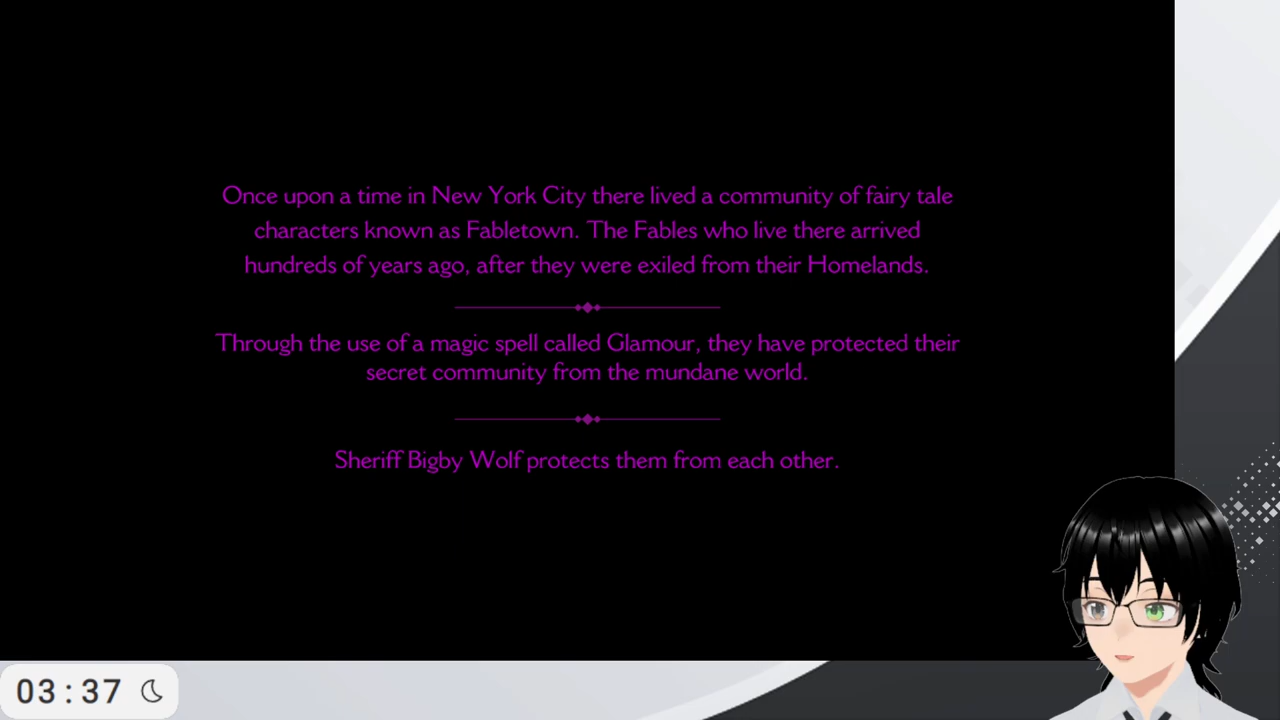 Once upon a time in New York City there lived a community of fairy tale
characters known as Fabletown. The Fables who live there arrived
hundreds of years ago, after they were exiled from their Homelands.
Through the use of a magic spell called Glamour, they have protected their
secret community from the mundane world.
Sheriff Bigby Wolf protects them from each other.
03:37